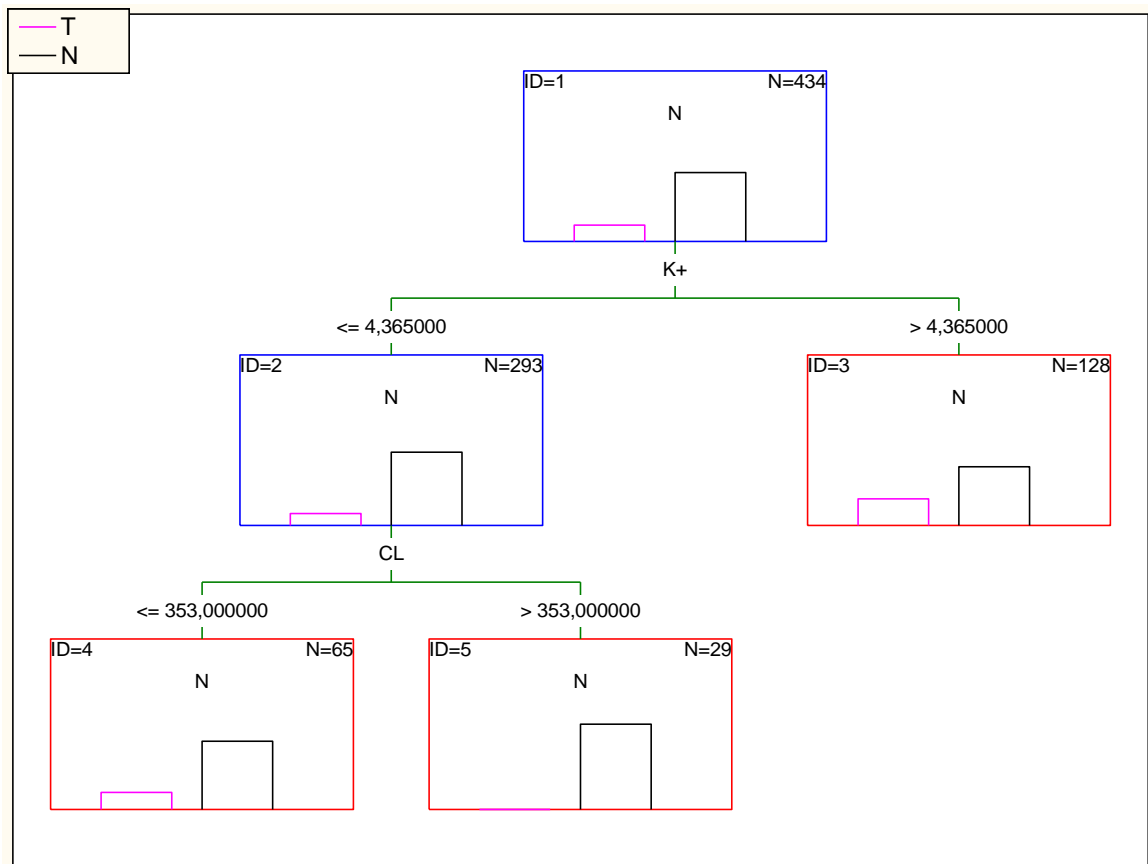 T
N
ID=1 N=434
N
K+
<= 4,365000 > 4,365000
ID=2 N=293
N
ID=3 N=128
N
CL
<= 353,000000 > 353,000000
ID=4 N=65
N
ID=5 N=29
N